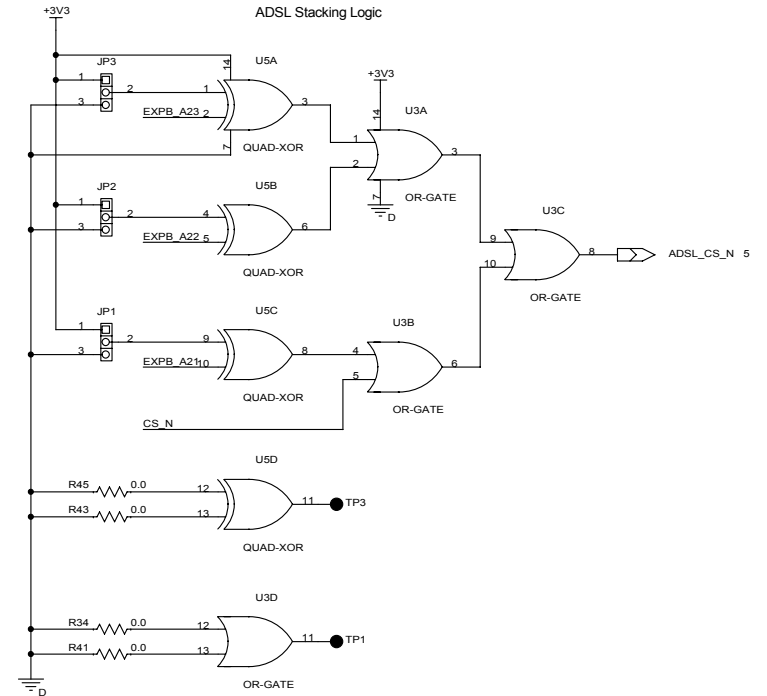 +3V3
ADSL Stacking Logic
JP3
1
2
3
U5A
14
1
EXPB_A23 2
3
7
QUAD-XOR
+3V3
14
U3A
1
2
3
7
D
OR-GATE
JP2
1
2
3
U5B
4
EXPB_A22 5
6
QUAD-XOR
U3C
9
10
8
ADSL_CS_N 5
OR-GATE
JP1
1
2
3
U5C
9
EXPB_A21 10
8
QUAD-XOR
U3B
4
5
6
OR-GATE
CS_N
U5D
R45 0.0 12
R43 0.0 13
11 TP3
QUAD-XOR
U3D
R34 0.0 12
R41 0.0 13
11 TP1
OR-GATE
D